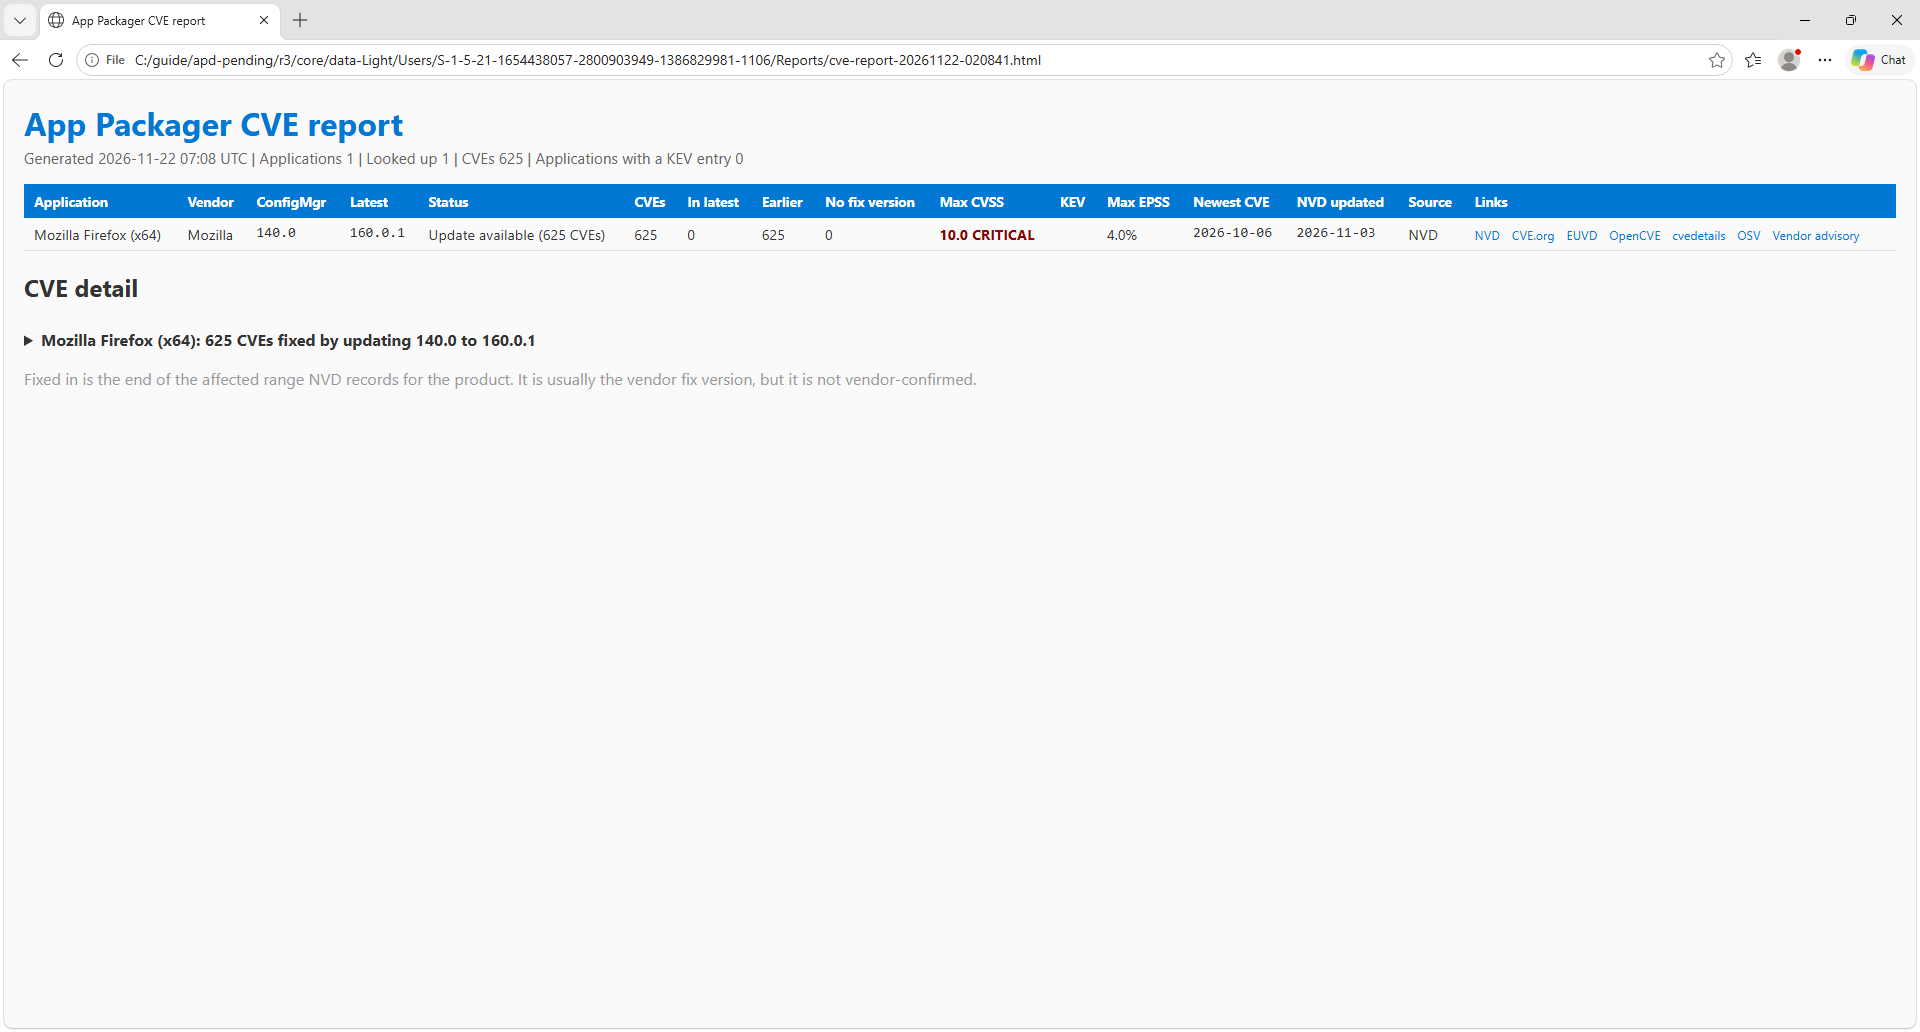 App Packager CVE report
File C:/guide/apd-pending/r3/core/data-Light/Users/S-1-5-21-1654438057-2800903949-1386829981-1106/Reports/cve-report-20261122-020841.html
Chat
App Packager CVE report
Generated 2026-11-22 07:08 UTC | Applications 1 | Looked up 1 | CVEs 625 | Applications with a KEV entry 0
Application Vendor ConfigMgr Latest Status CVEs In latest Earlier No fix version Max CVSS KEV Max EPSS Newest CVE NVD updated Source Links
Mozilla Firefox (x64) Mozilla 140.0 160.0.1 Update available (625 CVEs) 625 0 625 0 10.0 CRITICAL 4.0% 2026-10-06 2026-11-03 NVD NVD CVE.org EUVD OpenCVE cvedetails OSV Vendor advisory
CVE detail
Mozilla Firefox (x64): 625 CVEs fixed by updating 140.0 to 160.0.1
Fixed in is the end of the affected range NVD records for the product. It is usually the vendor fix version, but it is not vendor-confirmed.